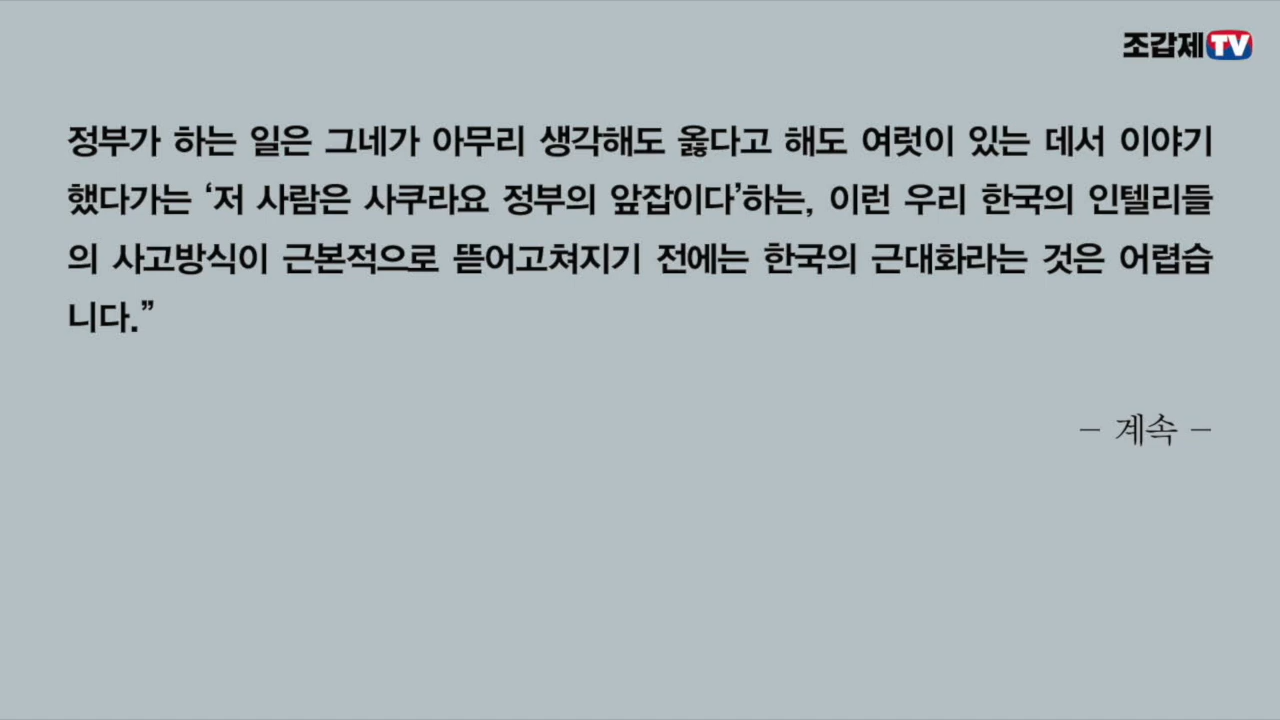 조갑제TV
정부가 하는 일은 그네가 아무리 생각해도 옳다고 해도 여럿이 있는 데서 이야기
했다가는 ‘저 사람은 사쿠라요 정부의 앞잡이다’하는, 이런 우리 한국의 인텔리들
의 사고방식이 근본적으로 뜯어고쳐지기 전에는 한국의 근대화라는 것은 어렵습
니다.”
– 계속 –